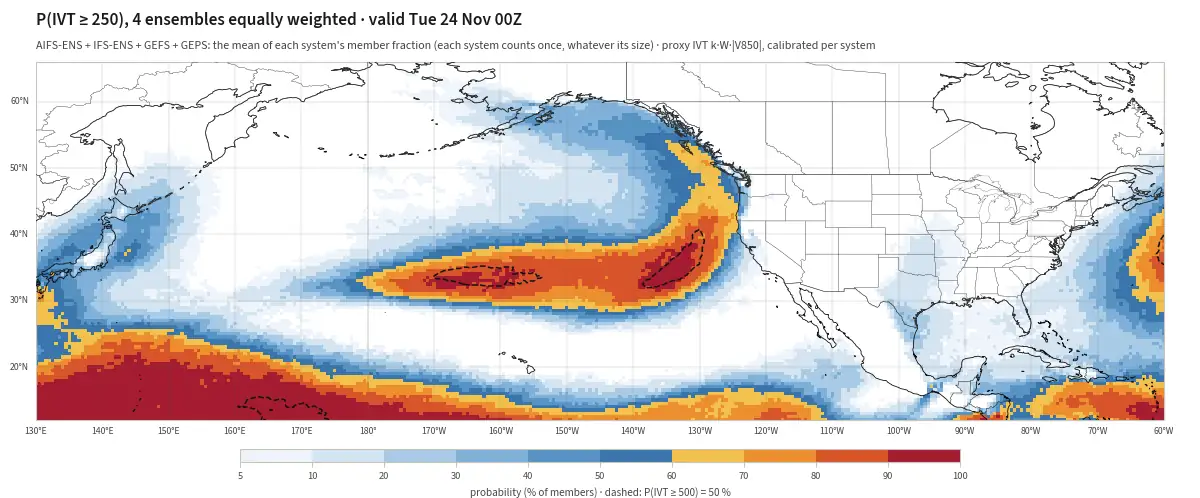 P(IVT ≥ 250), 4 ensembles equally weighted · valid Tue 24 Nov 00Z
AIFS-ENS + IFS-ENS + GEFS + GEPS: the mean of each system's member fraction (each system counts once, whatever its size) · proxy IVT k·W·|V850|, calibrated per system
60°N
50°N
40°N
30°N
20°N
130°E 140°E 150°E 160°E 170°E 180° 170°W 160°W 150°W 140°W 130°W 120°W 110°W 100°W 90°W 80°W 70°W 60°W
5 10 20 30 40 50 60 70 80 90 100
probability (% of members) · dashed: P(IVT ≥ 500) = 50 %